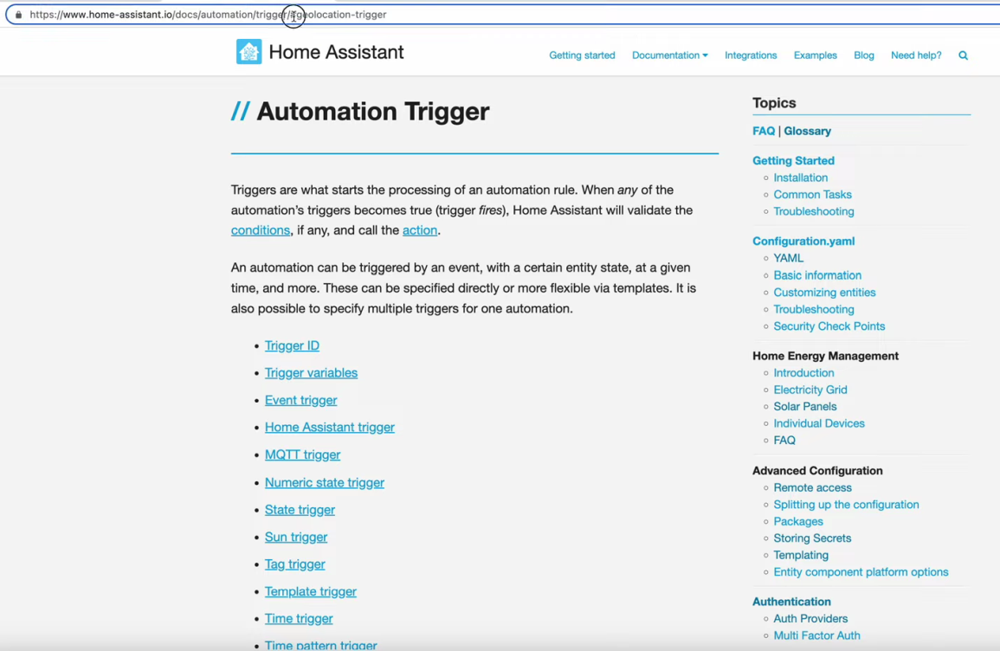 https://www.home-assistant.io/docs/automation/trigger/#geolocation-trigger
Home Assistant
Getting started Documentation Integrations Examples Blog Need help?
// Automation Trigger
Triggers are what starts the processing of an automation rule. When any of the
automation’s triggers becomes true (trigger fires), Home Assistant will validate the
conditions, if any, and call the action.
An automation can be triggered by an event, with a certain entity state, at a given
time, and more. These can be specified directly or more flexible via templates. It is
also possible to specify multiple triggers for one automation.
• Trigger ID
• Trigger variables
• Event trigger
• Home Assistant trigger
• MQTT trigger
• Numeric state trigger
• State trigger
• Sun trigger
• Tag trigger
• Template trigger
• Time trigger
• Time pattern trigger
Topics
FAQ | Glossary
Getting Started
Installation
Common Tasks
Troubleshooting
Configuration.yaml
YAML
Basic information
Customizing entities
Troubleshooting
Security Check Points
Home Energy Management
Introduction
Electricity Grid
Solar Panels
Individual Devices
FAQ
Advanced Configuration
Remote access
Splitting up the configuration
Packages
Storing Secrets
Templating
Entity component platform options
Authentication
Auth Providers
Multi Factor Auth